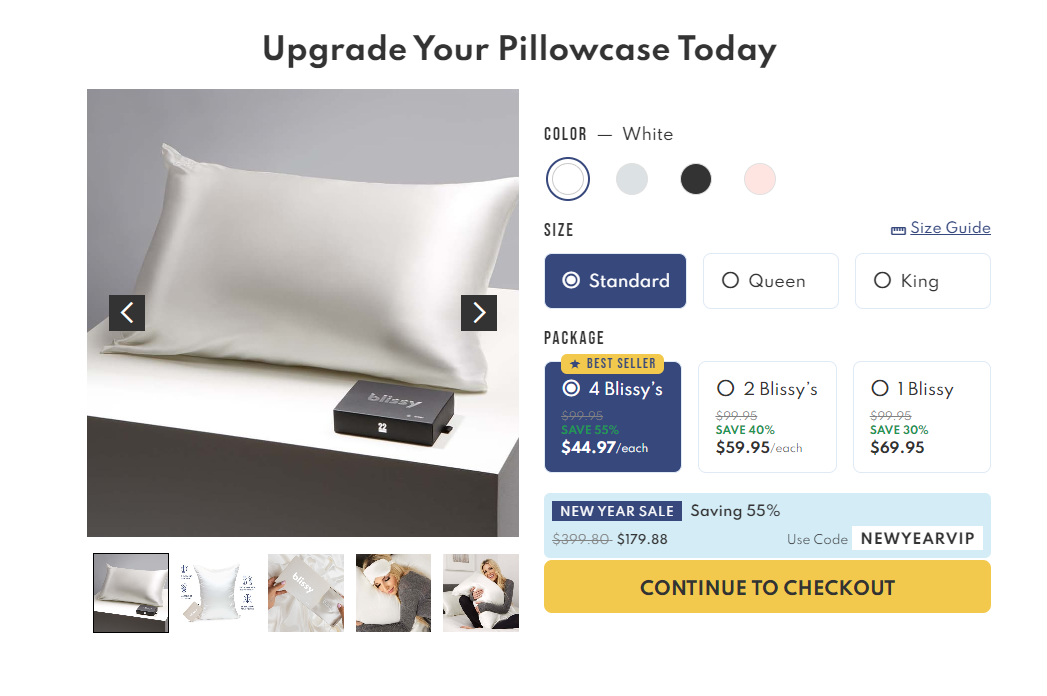 Upgrade Your Pillowcase Today
COLOR — White
SIZE
Size Guide
Standard
Queen
King
PACKAGE
★ BEST SELLER
4 Blissy's
2 Blissy's
1 Blissy
$99.95
$99.95
$99.95
SAVE 55%
SAVE 40%
SAVE 30%
$44.97/each
$59.95/each
$69.95
blissy
22
NEW YEAR SALE Saving 55%
$399.80 $179.88
Use Code NEWYEARVIP
CONTINUE TO CHECKOUT
blissy